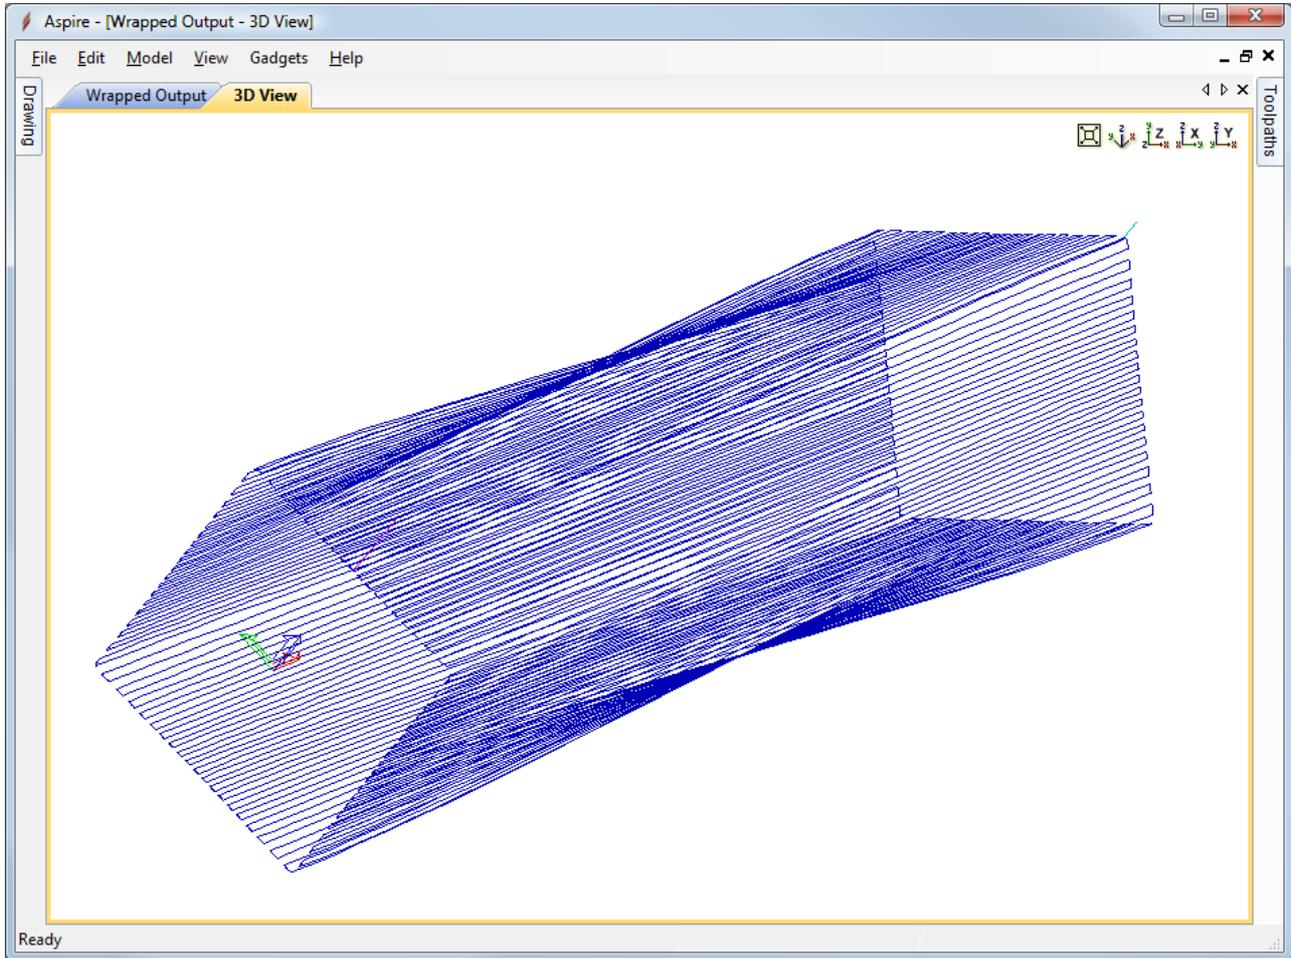 Aspire - [Wrapped Output - 3D View]
File Edit Model View Gadgets Help
Drawing
Wrapped Output 3D View
Toolpaths
Ready